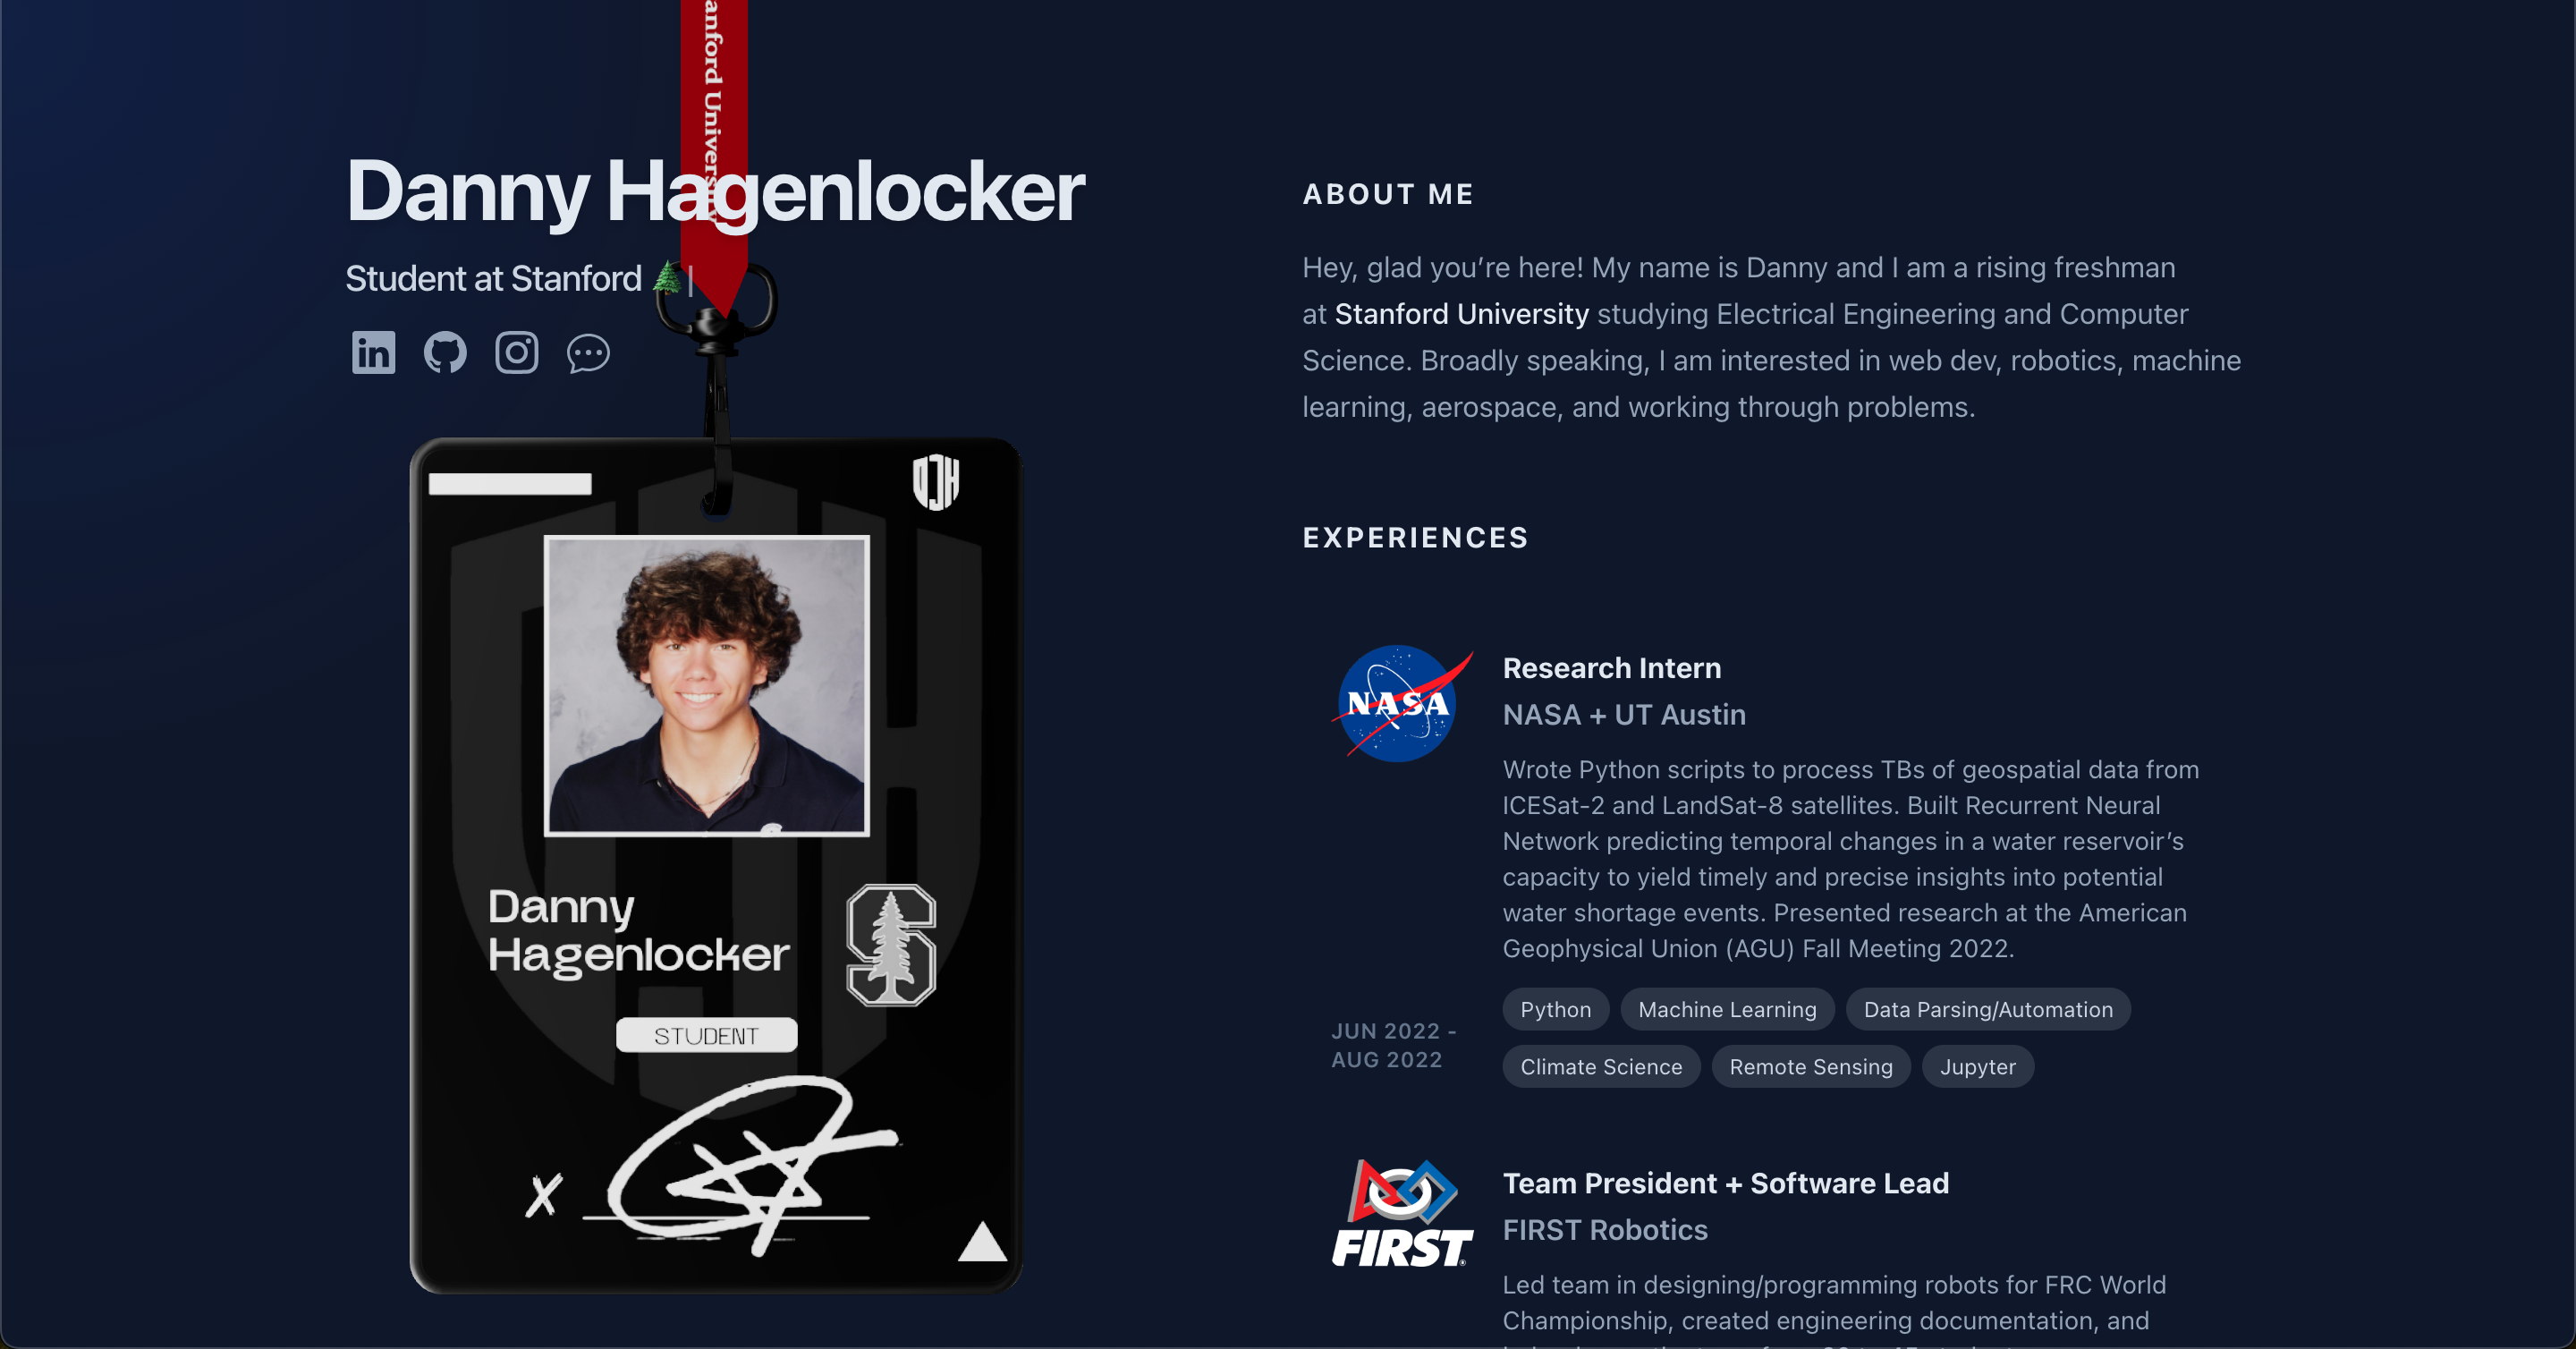 anford University
Danny Hagenlocker
Student at Stanford 🌲|
DJH
Danny
Hagenlocker
STUDENT
X
ABOUT ME
Hey, glad you’re here! My name is Danny and I am a rising freshman
at Stanford University studying Electrical Engineering and Computer
Science. Broadly speaking, I am interested in web dev, robotics, machine
learning, aerospace, and working through problems.
EXPERIENCES
NASA
Research Intern
NASA + UT Austin
Wrote Python scripts to process TBs of geospatial data from
ICESat-2 and LandSat-8 satellites. Built Recurrent Neural
Network predicting temporal changes in a water reservoir’s
capacity to yield timely and precise insights into potential
water shortage events. Presented research at the American
Geophysical Union (AGU) Fall Meeting 2022.
JUN 2022 -
AUG 2022
Python Machine Learning Data Parsing/Automation
Climate Science Remote Sensing Jupyter
FIRST
Team President + Software Lead
FIRST Robotics
Led team in designing/programming robots for FRC World
Championship, created engineering documentation, and